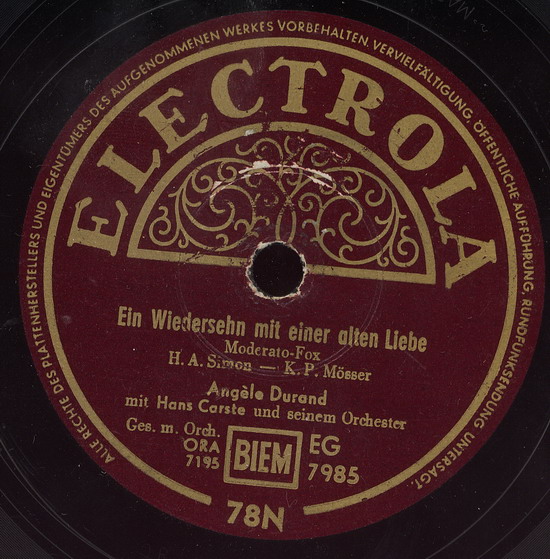 ALLE RECHTE DES PLATTENHERSTELLERS UND EIGENTÜMERS DES AUFGENOMMENEN WERKES VORBEHALTEN, VERVIELFÄLTIGUNG, ÖFFENTLICHE AUFFÜHRUNG, RUNDFUNKSENDUNG UNTERSAGT.
ELECTROLA
Ein Wiedersehn mit einer alten Liebe
Moderato-Fox
H. A. Simon — K. P. Mösser
Angèle Durand
mit Hans Carste und seinem Orchester
Ges. m. Orch.
ORA
7195
BIEM
EG
7985
78N